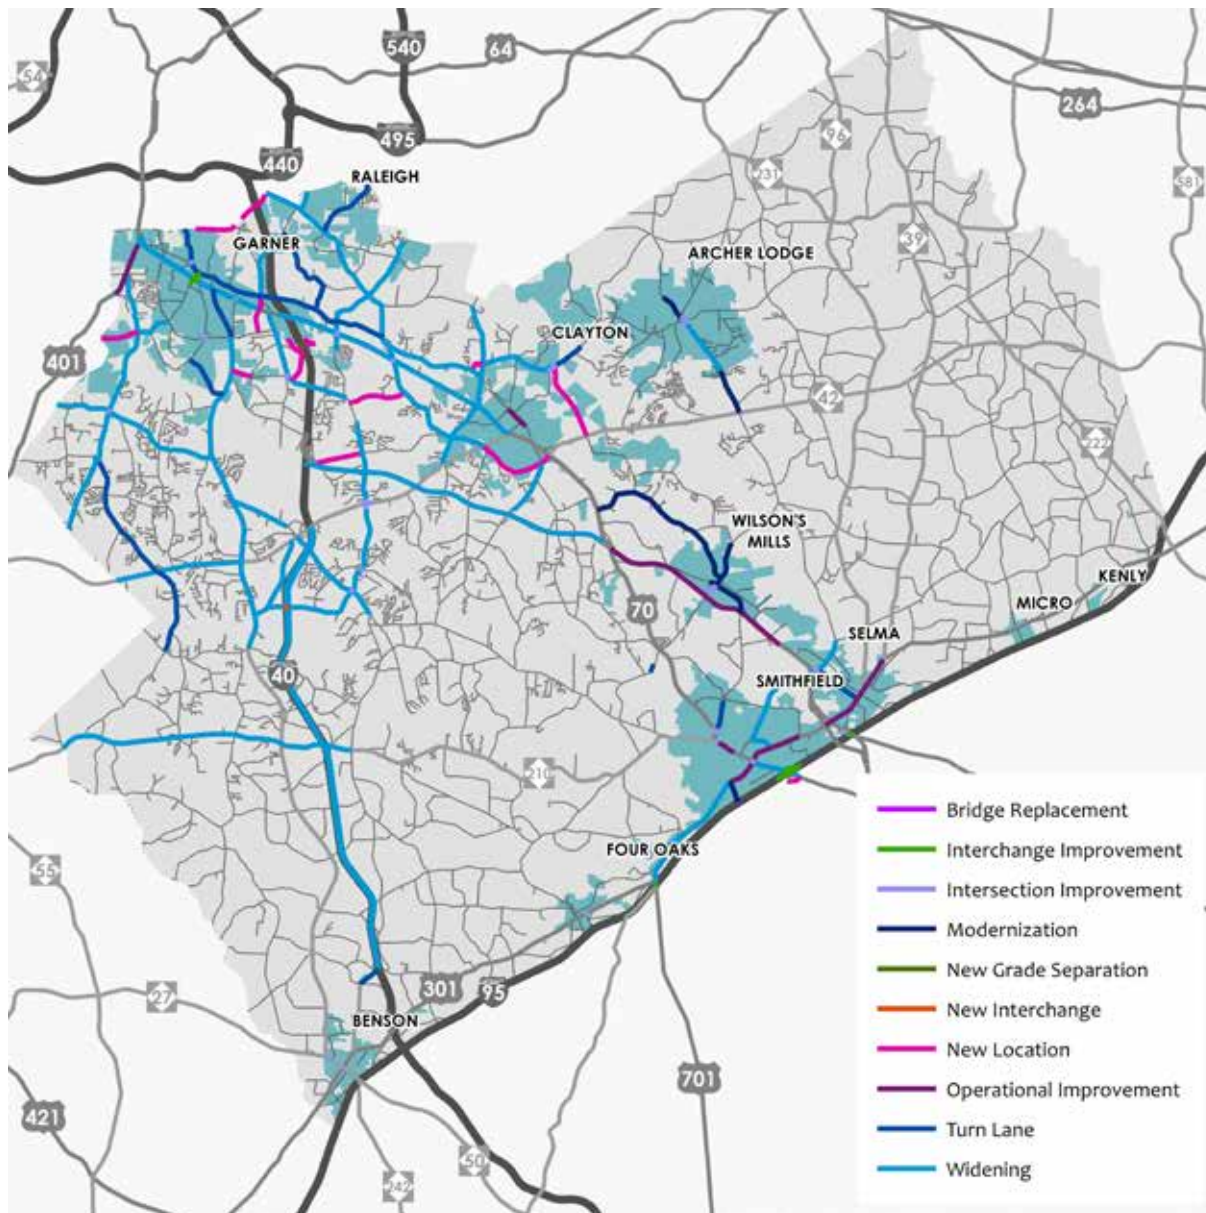 540
64
54
264
495
96
440
231
RALEIGH
581
39
GARNER
ARCHER LODGE
CLAYTON
401
42
222
WILSON'S
MILLS
KENLY
MICRO
70
SELMA
40
SMITHFIELD
210
Bridge Replacement
Interchange Improvement
FOUR OAKS
55
Intersection Improvement
Modernization
New Grade Separation
301
95
27
New Interchange
BENSON
New Location
701
Operational Improvement
421
Turn Lane
50
Widening
242